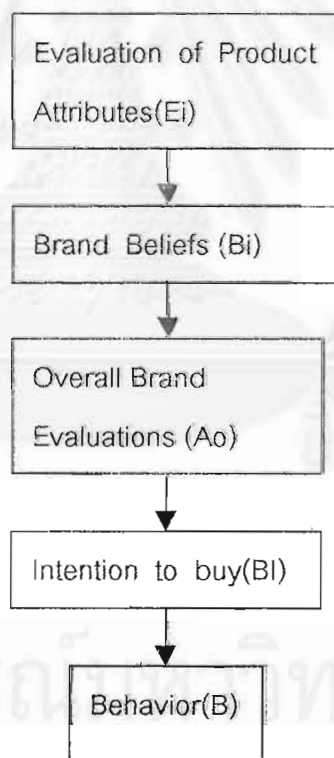 Evaluation of Product
Attributes(Ei)
Brand Beliefs (Bi)
Overall Brand
Evaluations (Ao)
Intention to buy(BI)
Behavior(B)